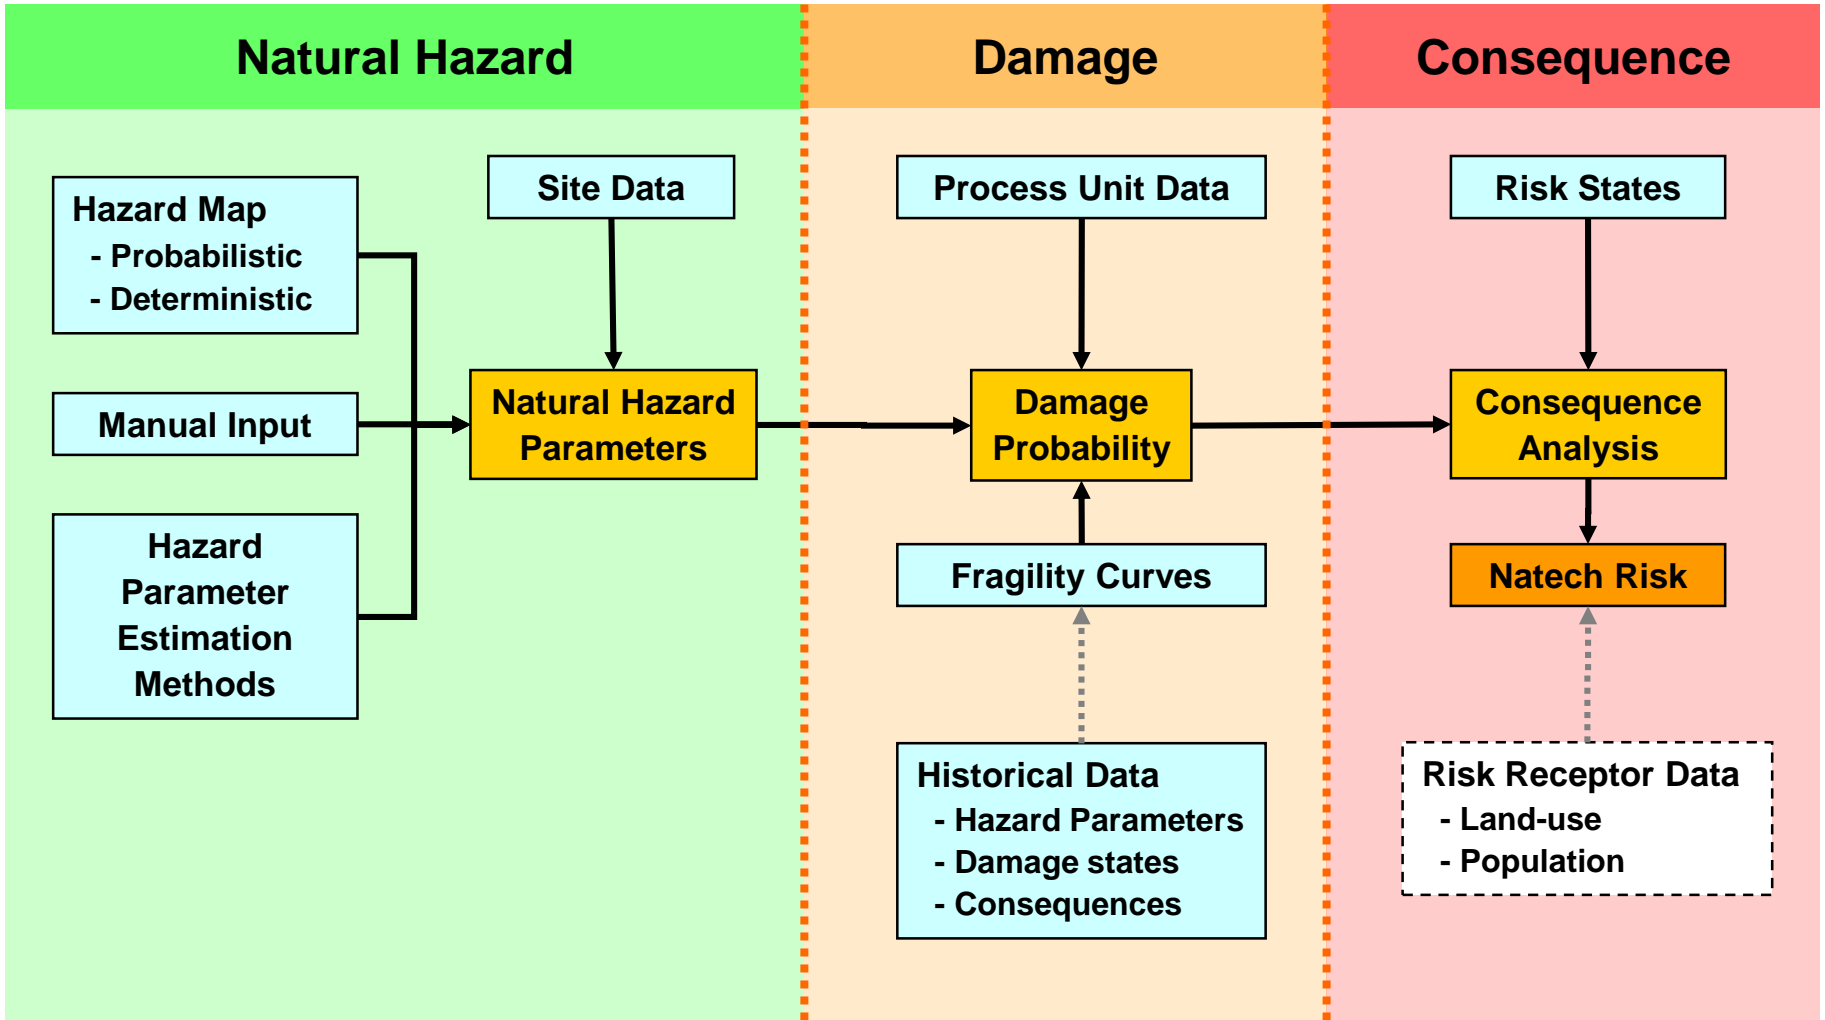 Natural Hazard
Damage
Consequence
Site Data
Process Unit Data
Risk States
Hazard Map
- Probabilistic
- Deterministic
Manual Input
Natural Hazard
Parameters
Damage
Probability
Consequence
Analysis
Hazard
Parameter
Estimation
Methods
Fragility Curves
Natech Risk
Historical Data
- Hazard Parameters
- Damage states
- Consequences
Risk Receptor Data
- Land-use
- Population